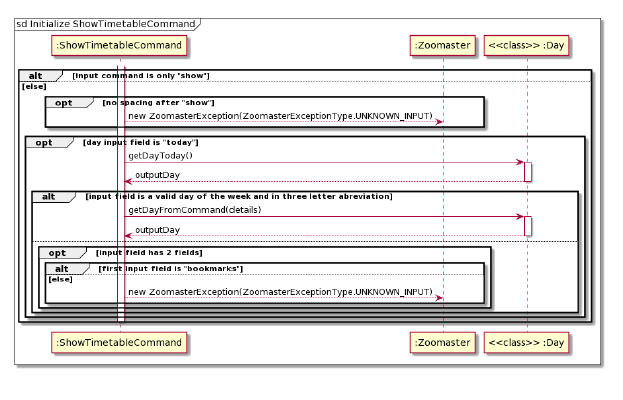 sd Initialize ShowTimetableCommand
:ShowTimetableCommand :Zoomaster <<class>> :Day
alt [input command is only "show"]
[else]
opt [no spacing after "show"]
new ZoomasterException(ZoomasterExceptionType.UNKNOWN_INPUT)
opt [day input field is "today"]
getDayToday()
outputDay
alt [input field is a valid day of the week and in three letter abreviation]
getDayFromCommand(details)
outputDay
opt [input field has 2 fields]
alt [first input field is "bookmarks"]
[else]
new ZoomasterException(ZoomasterExceptionType.UNKNOWN_INPUT)
:ShowTimetableCommand :Zoomaster <<class>> :Day